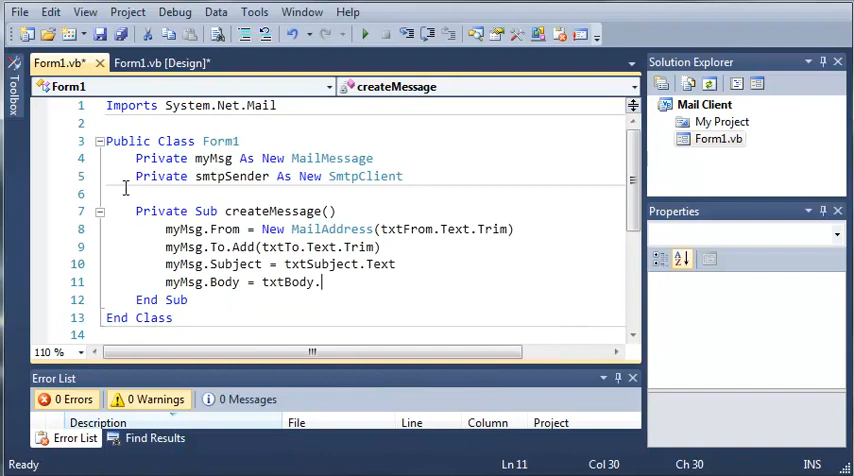 File Edit View Project Debug Data Tools Window Help
Form1.vb* Form1.vb [Design]*
Solution Explorer
Toolbox
Form1 createMessage
Mail Client
My Project
Form1.vb
1 Imports System.Net.Mail
2
3 Public Class Form1
4 Private myMsg As New MailMessage
5 Private smtpSender As New SmtpClient
6
7 Private Sub createMessage()
8 myMsg.From = New MailAddress(txtFrom.Text.Trim)
9 myMsg.To.Add(txtTo.Text.Trim)
10 myMsg.Subject = txtSubject.Text
11 myMsg.Body = txtBody.
12 End Sub
13 End Class
14
Properties
110 %
Error List
0 Errors 0 Warnings 0 Messages
Description File Line Column Project
Error List Find Results
Ready Ln 11 Col 30 Ch 30 INS